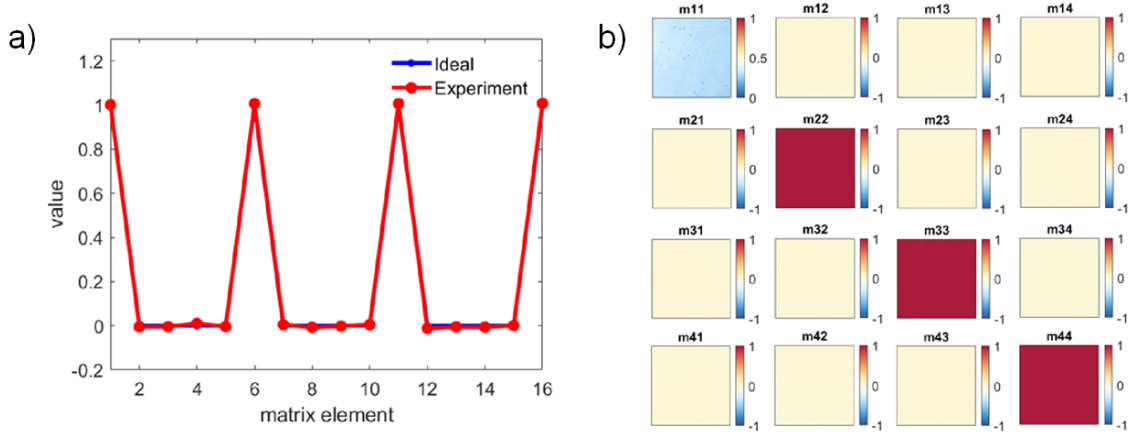 a)
1.2
1
0.8
0.6
0.4
0.2
0
-0.2
value
2 4 6 8 10 12 14 16
matrix element
Ideal
Experiment
b)
m11 m12 m13 m14
1 1 1 1
0.5 0 0 0
0 -1 -1 -1
m21 m22 m23 m24
1 1 1 1
0 0 0 0
-1 -1 -1 -1
m31 m32 m33 m34
1 1 1 1
0 0 0 0
-1 -1 -1 -1
m41 m42 m43 m44
1 1 1 1
0 0 0 0
-1 -1 -1 -1